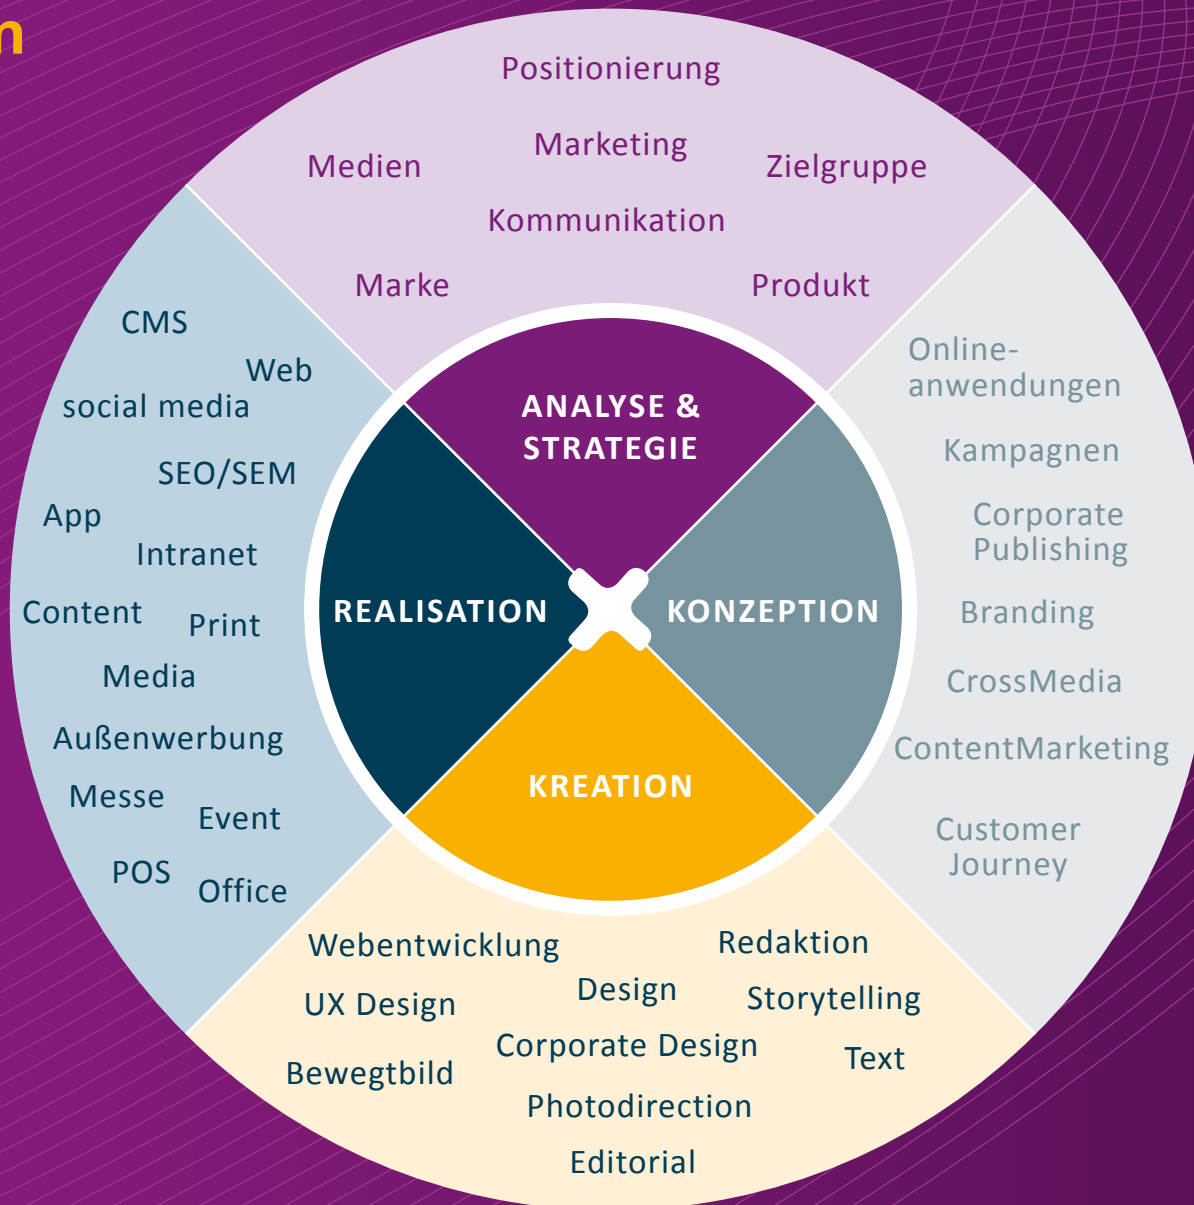 n
Positionierung
Marketing
Medien
Zielgruppe
Kommunikation
Marke
Produkt
ANALYSE &
STRATEGIE
Online-
anwendungen
Kampagnen
Corporate
Publishing
Branding
CrossMedia
ContentMarketing
Customer
Journey
KONZEPTION
KREATION
Webentwicklung
Redaktion
Design
UX Design
Storytelling
Corporate Design
Text
Bewegtbild
Photodirection
Editorial
REALISATION
CMS
Web
social media
SEO/SEM
App
Intranet
Content
Print
Media
Außenwerbung
Messe
Event
POS
Office